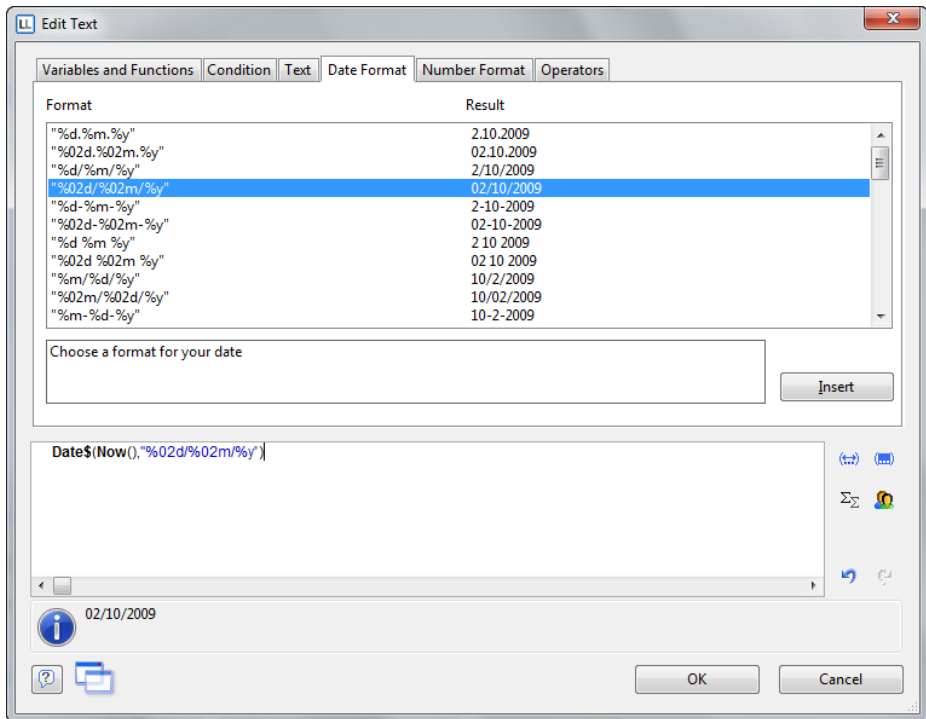 LL Edit Text
Variables and Functions Condition Text Date Format Number Format Operators
Format Result
"%d.%m.%y" 2.10.2009
"%02d.%02m.%y" 02.10.2009
"%d/%m/%y" 2/10/2009
"%02d/%02m/%y" 02/10/2009
"%d-%m-%y" 2-10-2009
"%02d-%02m-%y" 02-10-2009
"%d %m %y" 2 10 2009
"%02d %02m %y" 02 10 2009
"%m/%d/%y" 10/2/2009
"%02m/%02d/%y" 10/02/2009
"%m-%d-%y" 10-2-2009
Choose a format for your date
Insert
Date$(Now(),"%02d/%02m/%y")
02/10/2009
OK Cancel